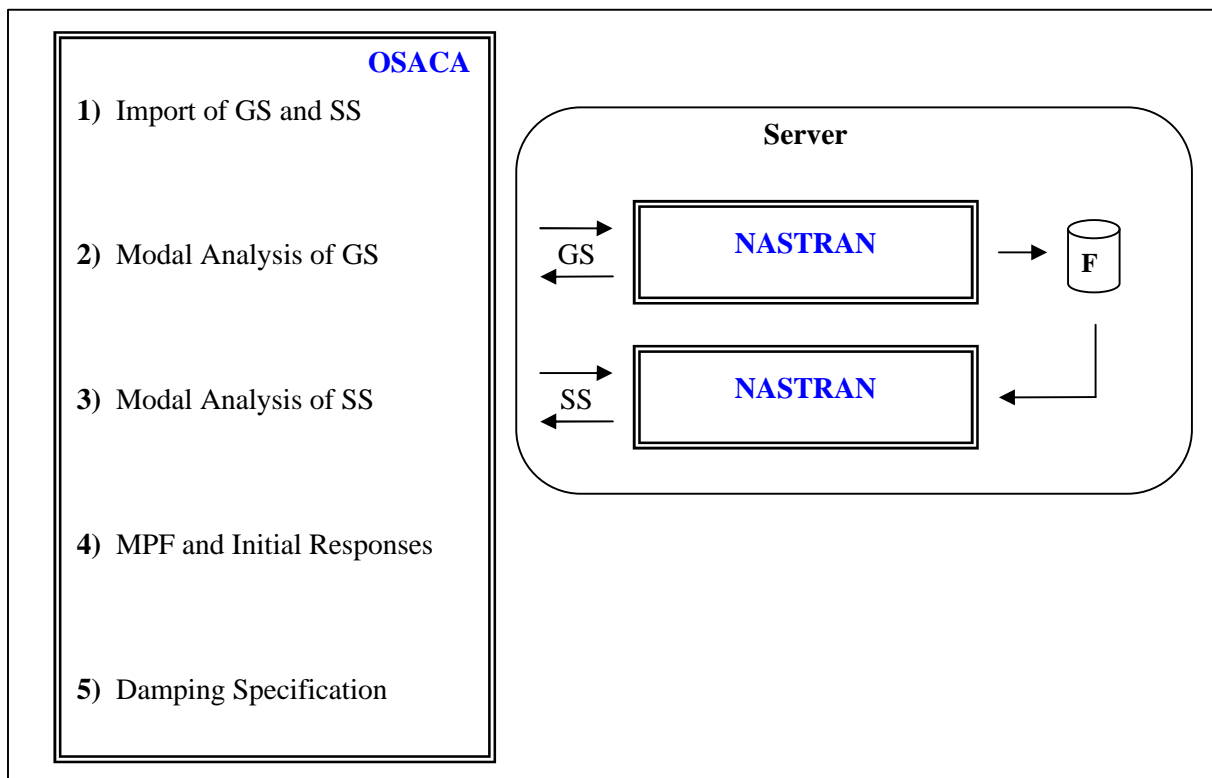 OSACA
1) Import of GS and SS
2) Modal Analysis of GS
3) Modal Analysis of SS
4) MPF and Initial Responses
5) Damping Specification
Server
GS
NASTRAN
F
SS
NASTRAN